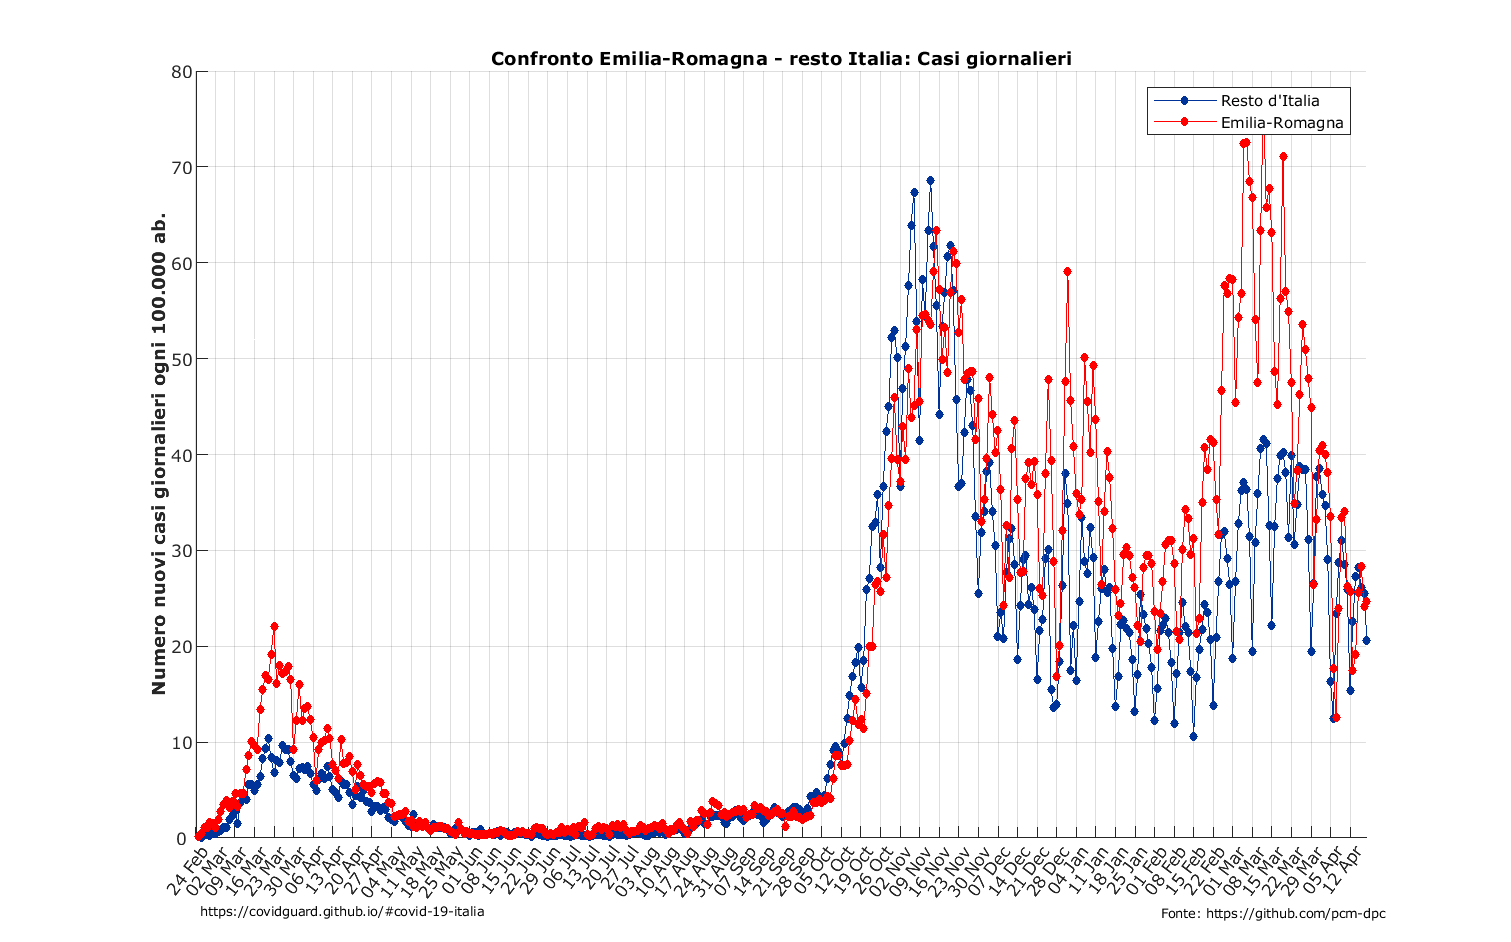 Confronto Emilia-Romagna - resto Italia: Casi giornalieri
Resto d'Italia
Emilia-Romagna
Numero nuovi casi giornalieri ogni 100.000 ab.
80
70
60
50
40
30
20
10
0
24 Feb
02 Mar
09 Mar
16 Mar
23 Mar
30 Mar
06 Apr
13 Apr
20 Apr
27 Apr
04 May
11 May
18 May
25 May
01 Jun
08 Jun
15 Jun
22 Jun
29 Jun
06 Jul
13 Jul
20 Jul
27 Jul
03 Aug
10 Aug
17 Aug
24 Aug
31 Aug
07 Sep
14 Sep
21 Sep
28 Sep
05 Oct
12 Oct
19 Oct
26 Oct
02 Nov
09 Nov
16 Nov
23 Nov
30 Nov
07 Dec
14 Dec
21 Dec
28 Dec
04 Jan
11 Jan
18 Jan
25 Jan
01 Feb
08 Feb
15 Feb
22 Feb
01 Mar
08 Mar
15 Mar
22 Mar
29 Mar
05 Apr
12 Apr
https://covidguard.github.io/#covid-19-italia
Fonte: https://github.com/pcm-dpc